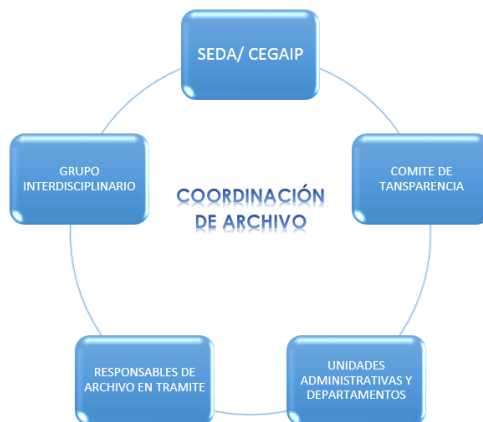 SEDA/ CEGAIP
GRUPO
INTERDISCIPLINARIO
COMITE DE
TANSPARENCIA
COORDINACIÓN
DE ARCHIVO
RESPONSABLES DE
ARCHIVO EN TRAMITE
UNIDADES
ADMINISTRATIVAS Y
DEPARTAMENTOS